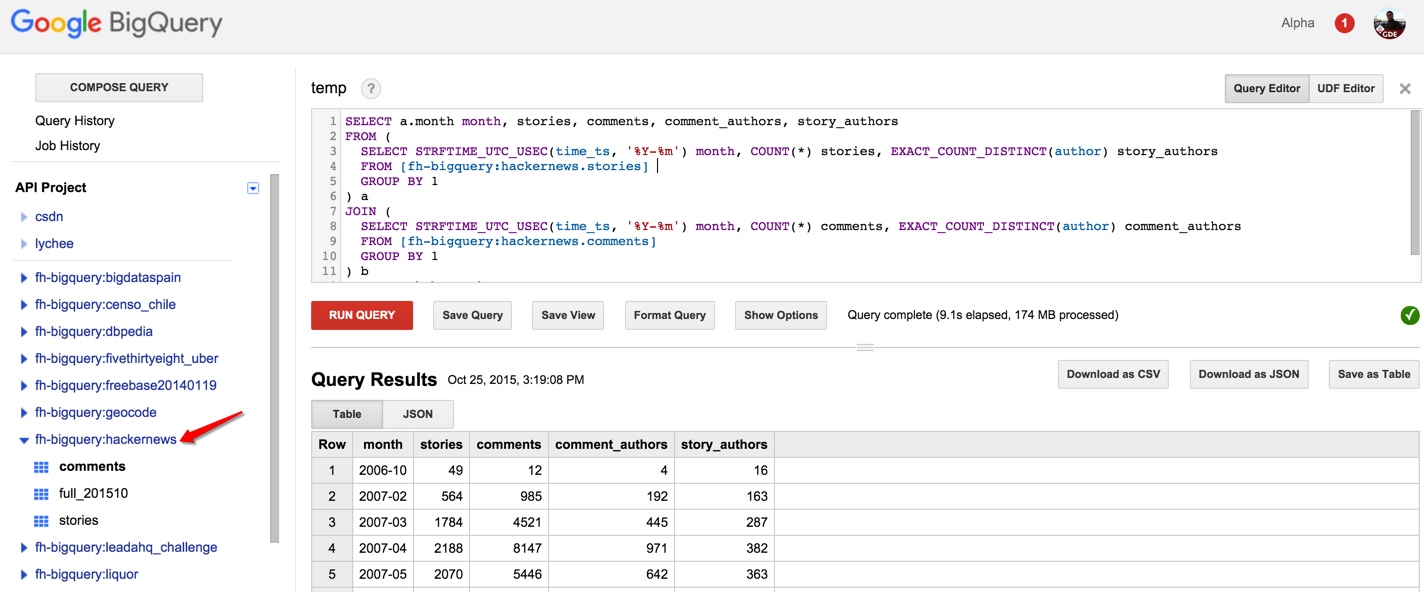 Google BigQuery
Alpha
1
GDE
COMPOSE QUERY
Query History
Job History
API Project
csdn
lychee
fh-bigquery:bigdataspain
fh-bigquery:censo_chile
fh-bigquery:dbpedia
fh-bigquery:fivethirtyeight_uber
fh-bigquery:freebase20140119
fh-bigquery:geocode
fh-bigquery:hackernews
comments
full_201510
stories
fh-bigquery:leadahq_challenge
fh-bigquery:liquor
temp ?
Query Editor UDF Editor
1 SELECT a.month month, stories, comments, comment_authors, story_authors
2 FROM (
3 SELECT STRFTIME_UTC_USEC(time_ts, '%Y-%m') month, COUNT(*) stories, EXACT_COUNT_DISTINCT(author) story_authors
4 FROM [fh-bigquery:hackernews.stories]
5 GROUP BY 1
6 ) a
7 JOIN (
8 SELECT STRFTIME_UTC_USEC(time_ts, '%Y-%m') month, COUNT(*) comments, EXACT_COUNT_DISTINCT(author) comment_authors
9 FROM [fh-bigquery:hackernews.comments]
10 GROUP BY 1
11 ) b
RUN QUERY Save Query Save View Format Query Show Options Query complete (9.1s elapsed, 174 MB processed)
Query Results Oct 25, 2015, 3:19:08 PM
Download as CSV Download as JSON Save as Table
Table JSON
Row month stories comments comment_authors story_authors
1 2006-10 49 12 4 16
2 2007-02 564 985 192 163
3 2007-03 1784 4521 445 287
4 2007-04 2188 8147 971 382
5 2007-05 2070 5446 642 363